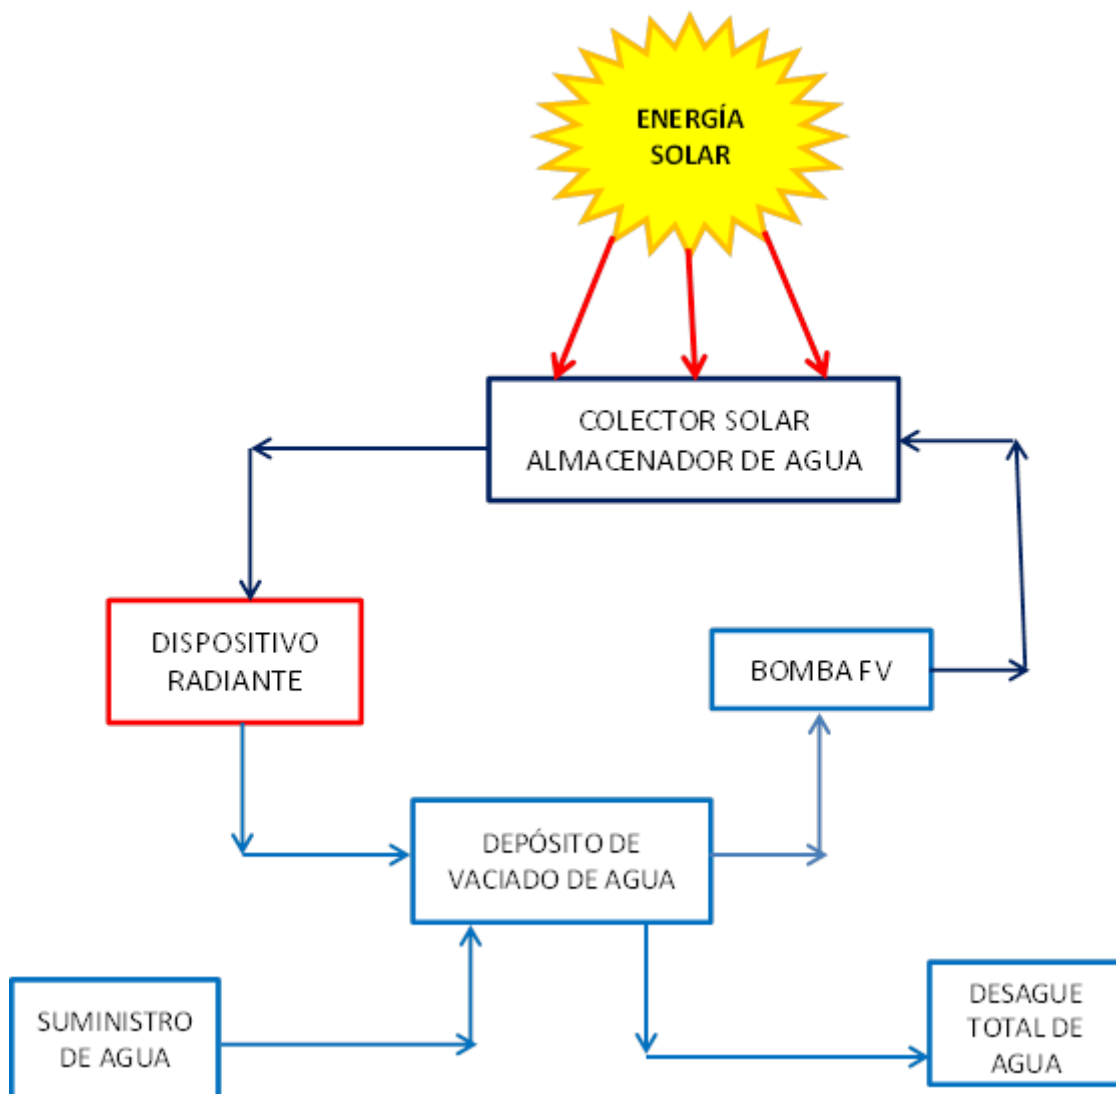 ENERGÍA
SOLAR
COLECTOR SOLAR
ALMACENADOR DE AGUA
DISPOSITIVO
RADIANTE
BOMBA FV
DEPÓSITO DE
VACIADO DE AGUA
SUMINISTRO
DE AGUA
DESAGUE
TOTAL DE
AGUA